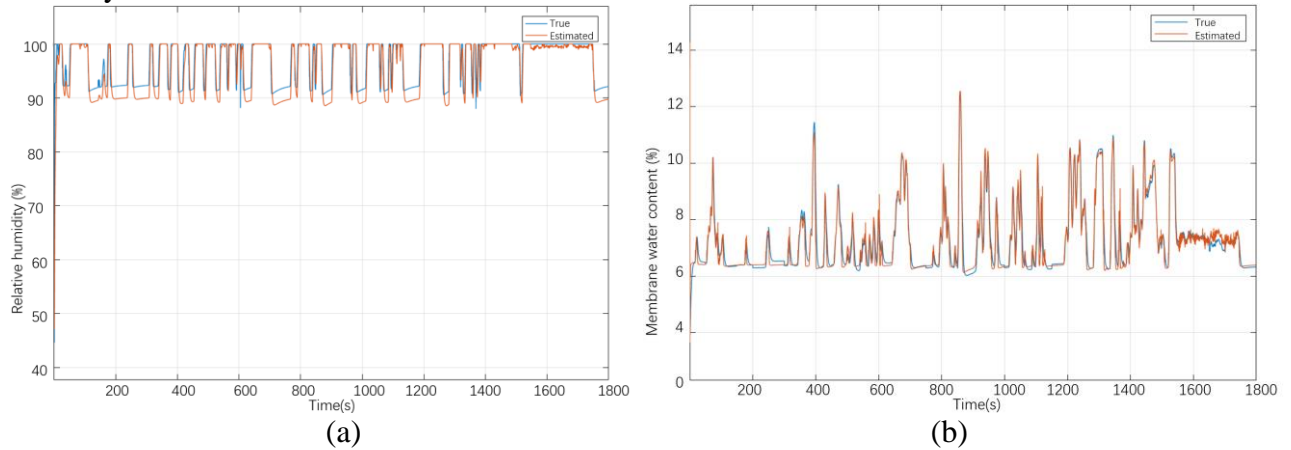 True
Estimated
100
90
80
70
60
50
40
Relative humidity (%)
200 400 600 800 1000 1200 1400 1600 1800
Time(s)
(a)
True
Estimated
14
12
10
8
6
4
0
Membrane water content (%)
200 400 600 800 1000 1200 1400 1600 1800
Time(s)
(b)